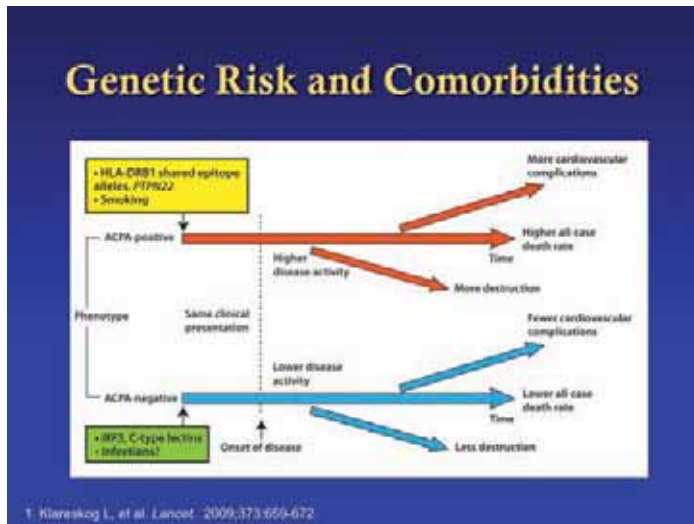 Genetic Risk and Comorbidities
• HLA-DRB1 shared epitope
alleles, PTPN22
• Smoking
More cardiovascular
complications
ACPA-positive
Higher all-case
death rate
Time
Higher
disease activity
More destruction
Phenotype
Same clinical
presentation
Fewer cardiovascular
complications
Lower disease
activity
ACPA-negative
Lower all-case
death rate
Time
• IRF5, C-type lectins
• Infections?
Onset of disease
Less destruction
1. Klareskog L, et al. Lancet. 2009;373:659-672